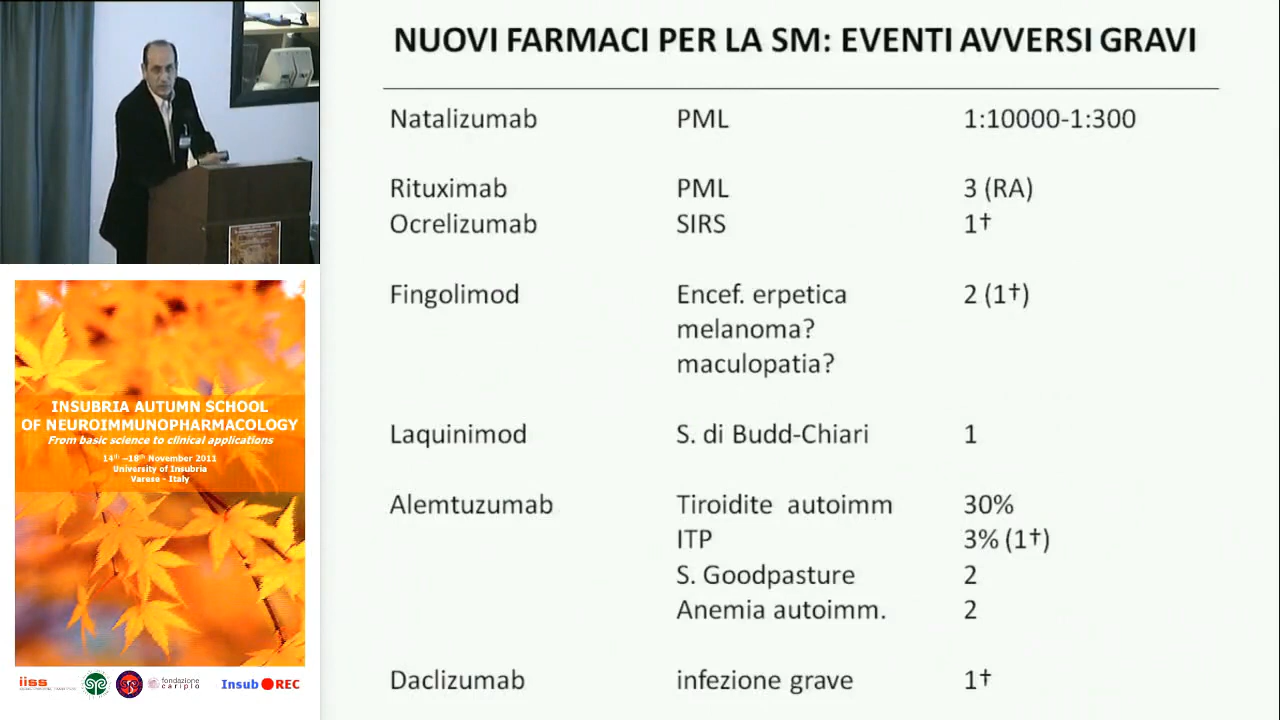 NUOVI FARMACI PER LA SM: EVENTI AVVERSI GRAVI
Natalizumab PML 1:10000-1:300
Rituximab PML 3 (RA)
Ocrelizumab SIRS 1†
Fingolimod Encef. erpetica 2 (1†)
melanoma?
maculopatia?
Laquinimod S. di Budd-Chiari 1
Alemtuzumab Tiroidite autoimm 30%
ITP 3% (1†)
S. Goodpasture 2
Anemia autoimm. 2
Daclizumab infezione grave 1†
INSUBRIA AUTUMN SCHOOL
OF NEUROIMMUNOPHARMACOLOGY
From basic science to clinical applications
14th –18th November 2011
University of Insubria
Varese - Italy
iiss
fondazione
cariplo
Insub REC